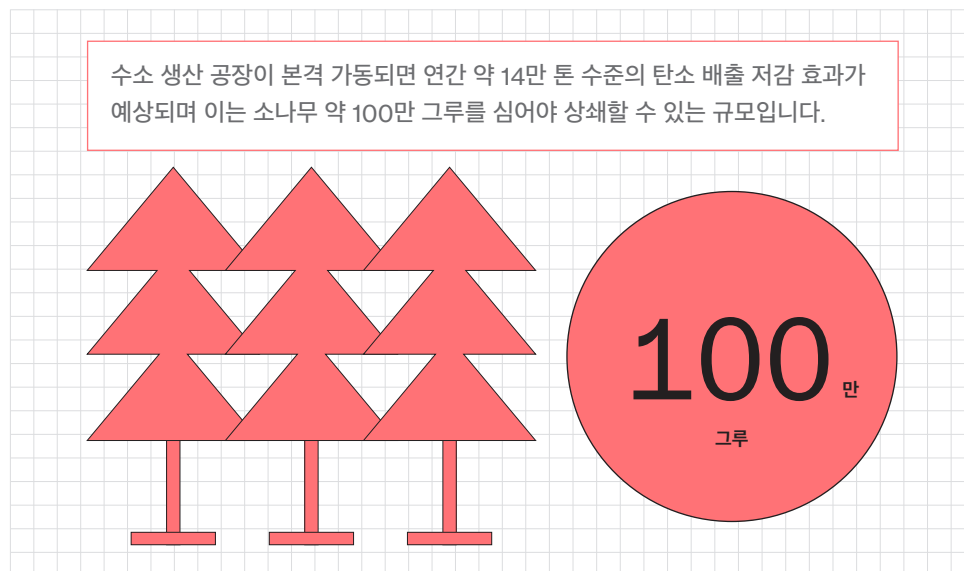 수소 생산 공장이 본격 가동되면 연간 약 14만 톤 수준의 탄소 배출 저감 효과가
예상되며 이는 소나무 약 100만 그루를 심어야 상쇄할 수 있는 규모입니다.
100 만
그루